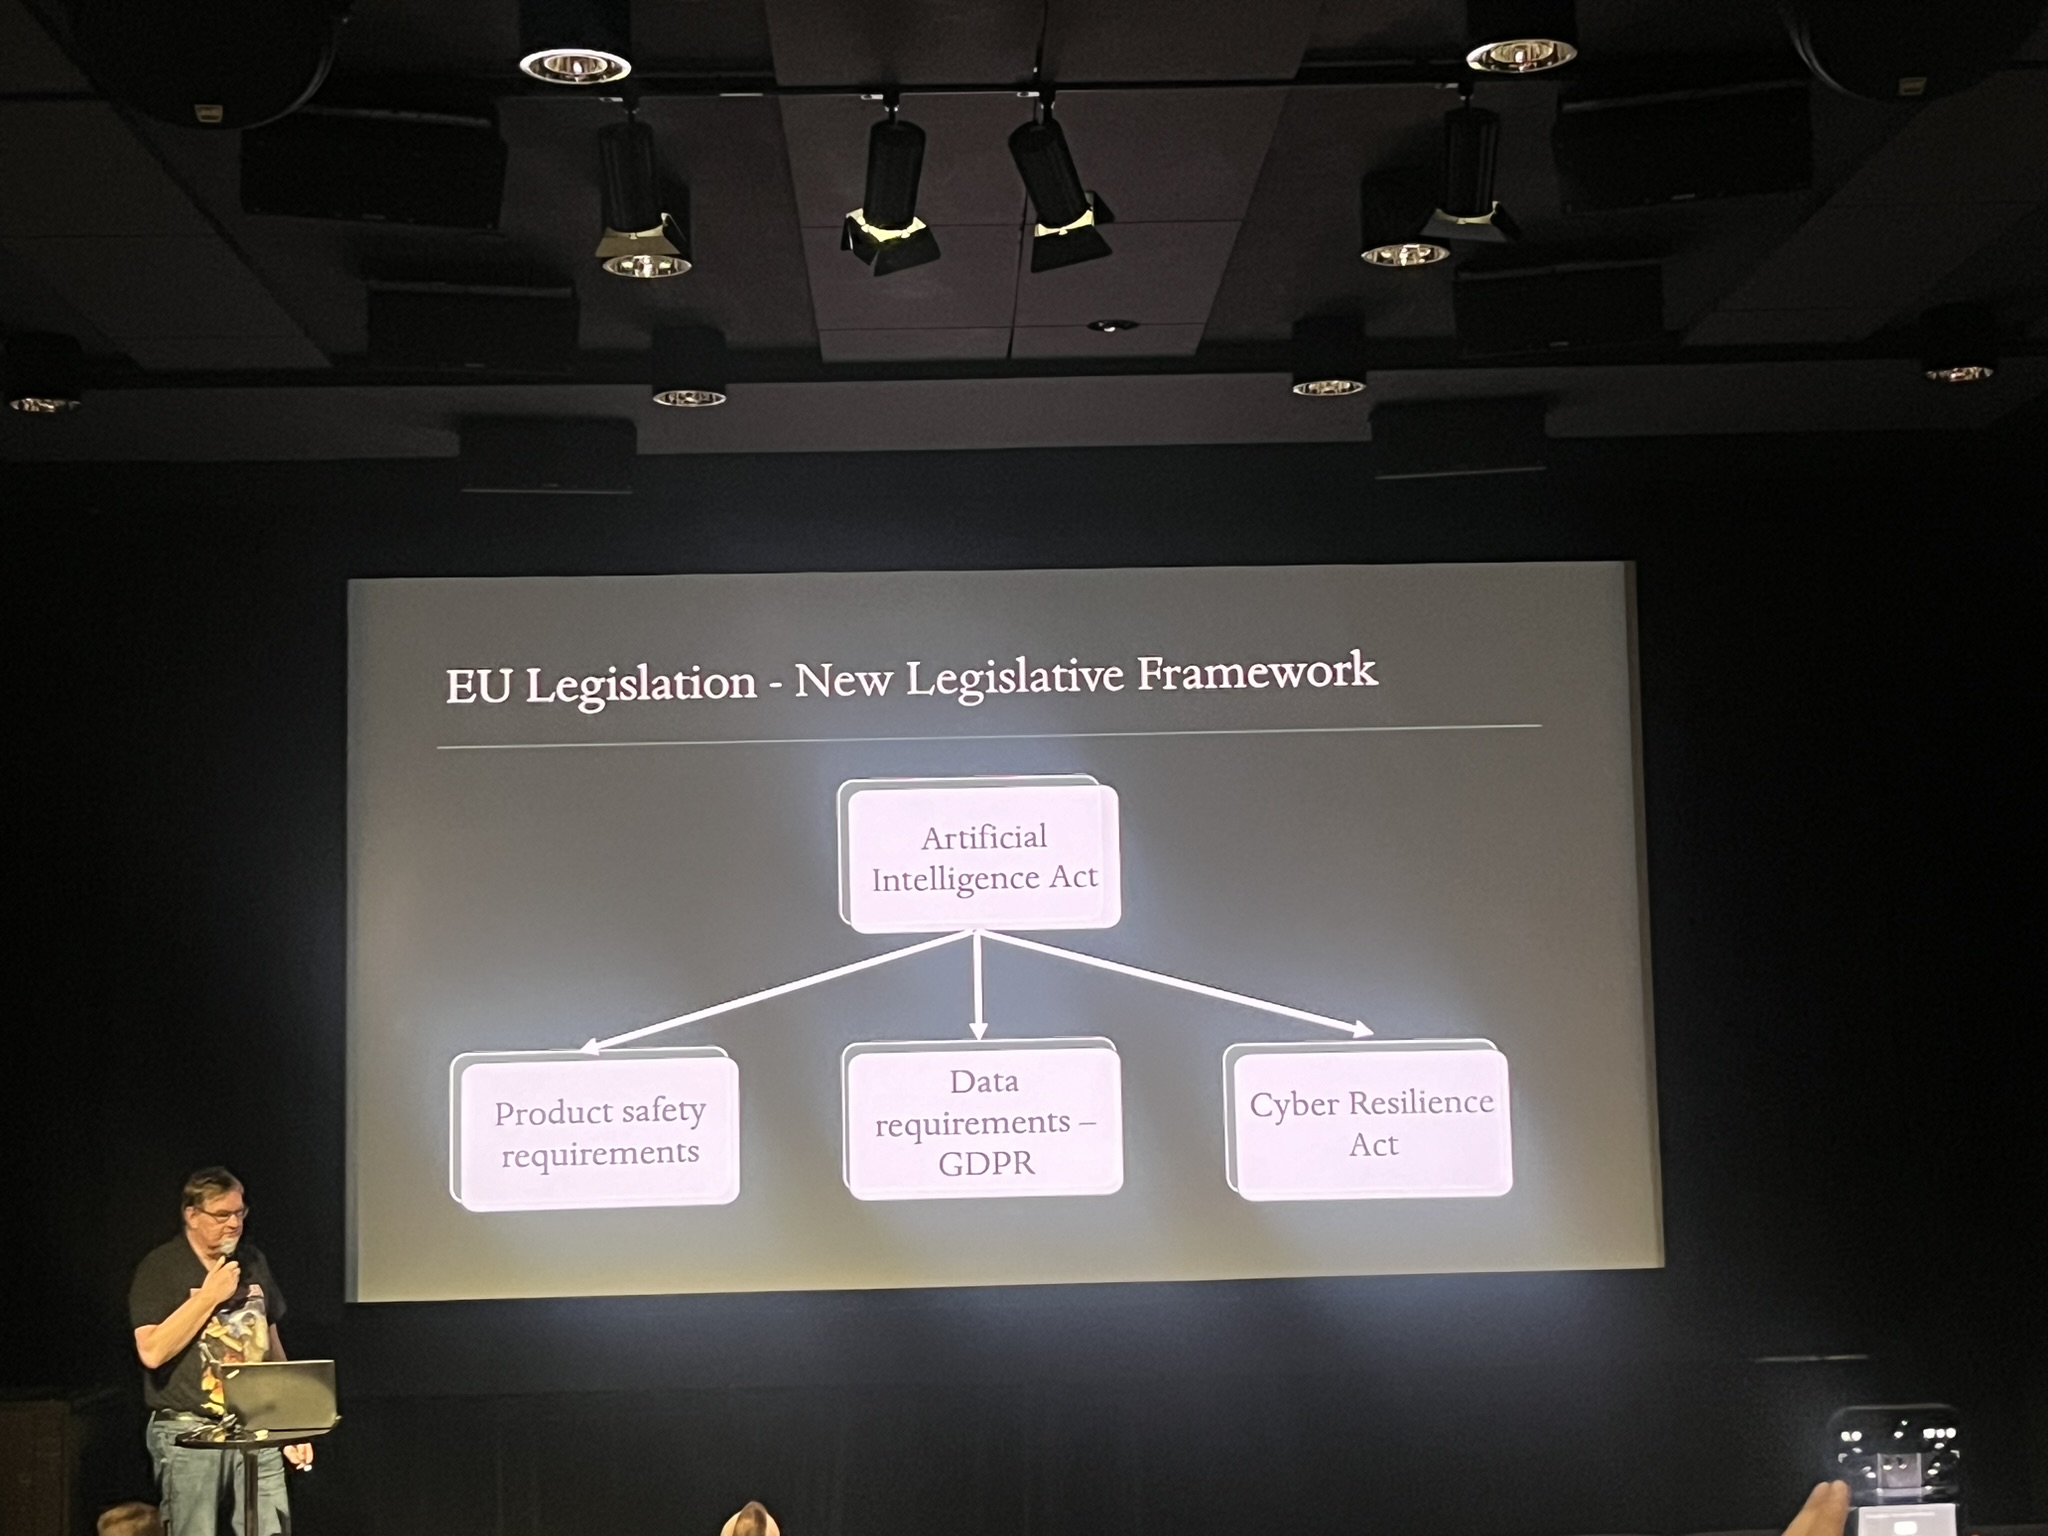 EU Legislation - New Legislative Framework
Artificial
Intelligence Act
Product safety
requirements
Data
requirements –
GDPR
Cyber Resilience
Act